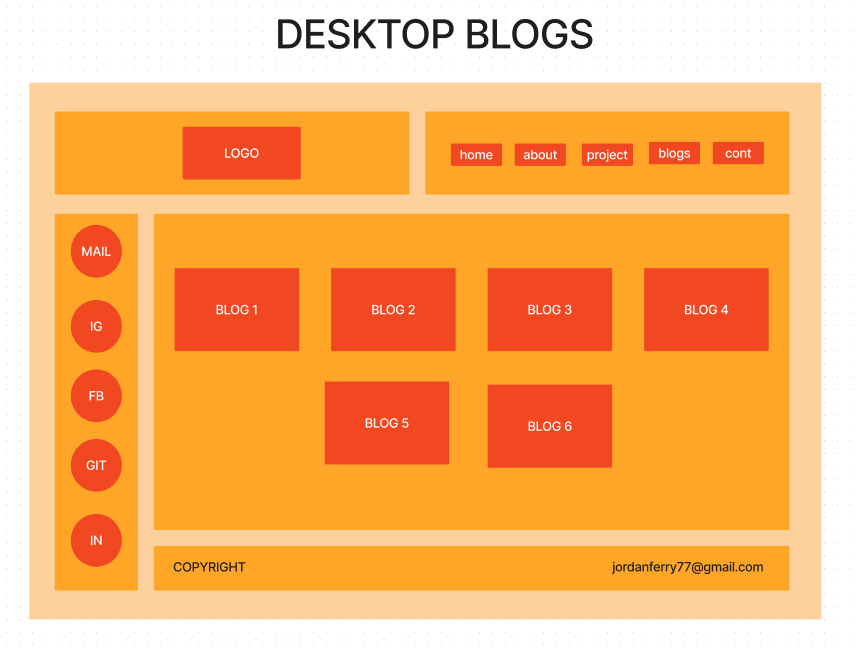 DESKTOP BLOGS
LOGO
home about project blogs cont
MAIL
IG
FB
GIT
IN
BLOG 1 BLOG 2 BLOG 3 BLOG 4
BLOG 5 BLOG 6
COPYRIGHT jordanferry77@gmail.com